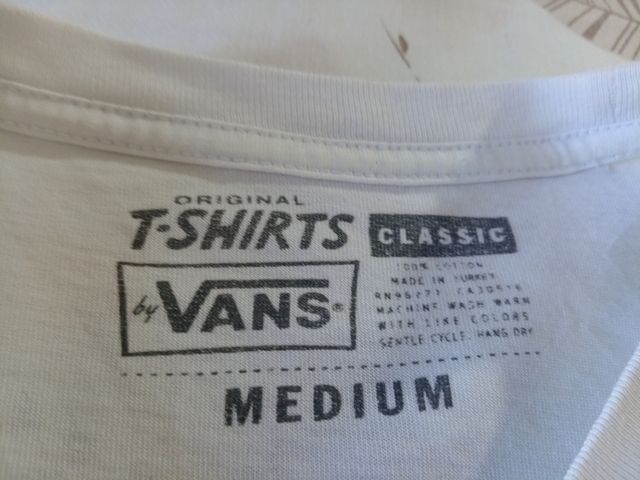 ORIGINAL
T-SHIRTS
by VANS®
CLASSIC
100% COTTON
MADE IN TURKEY
MACHINE WASH WARM
WITH LIKE COLORS
GENTLE CYCLE. HANG DRY
MEDIUM